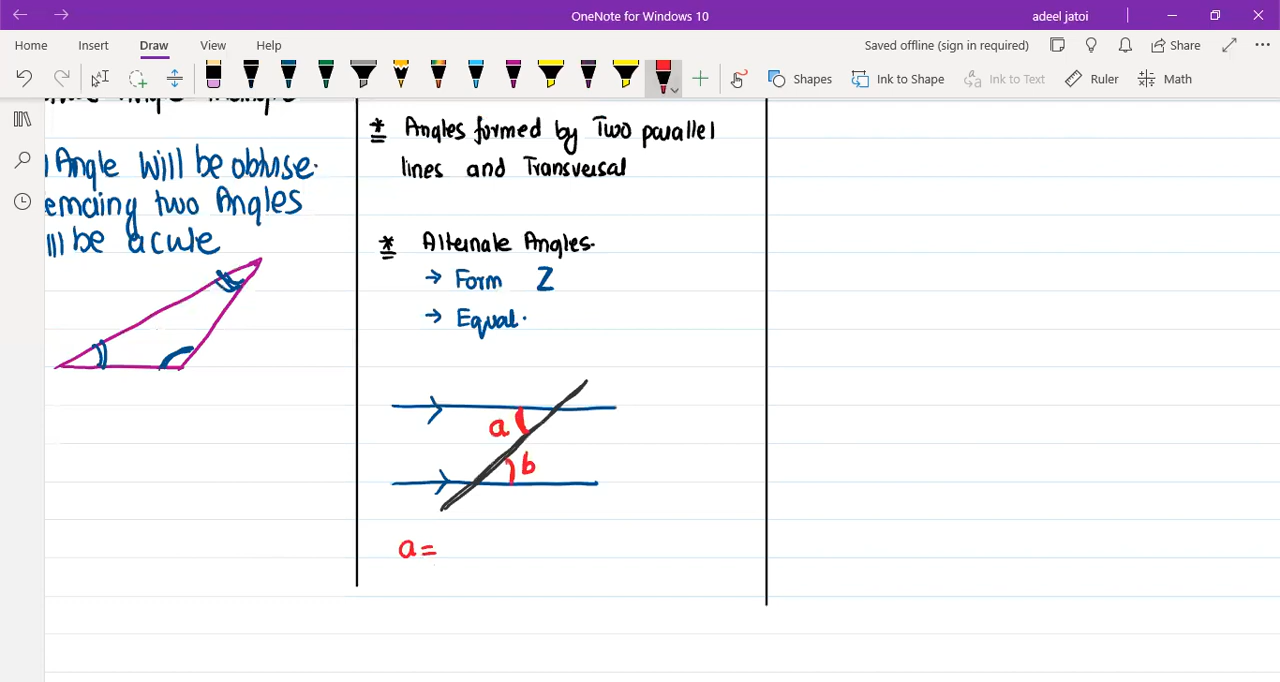 OneNote for Windows 10
adeel jatoi
Home Insert Draw View Help
Saved offline (sign in required)
Share
Shapes
Ink to Shape
Ink to Text
Ruler
Math
Angle
Angle will be obtuse.
two Angles
be acute
* Angles formed by Two parallel
lines and Transversal
* Alternate Angles.
→ Form Z
→ Equal.
a
b
a=